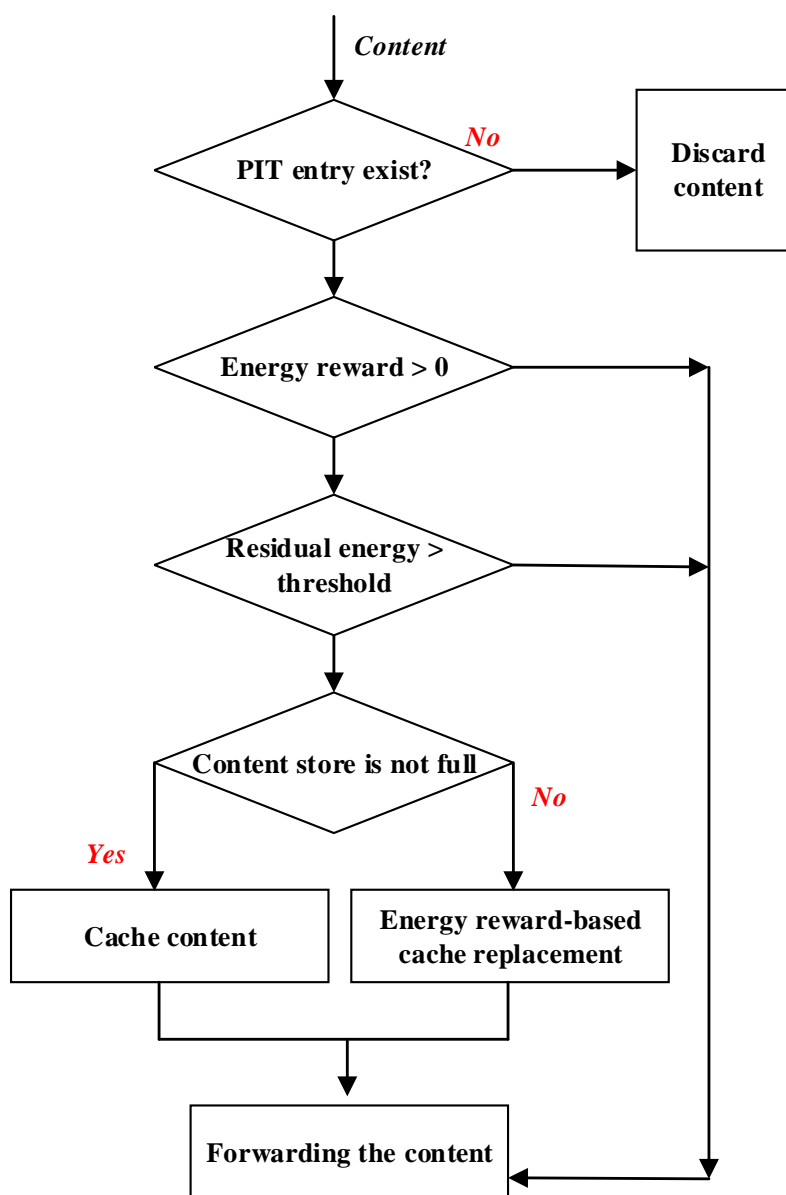 Content
No
PIT entry exist?
Discard
content
Energy reward > 0
Residual energy >
threshold
Content store is not full
No
Yes
Cache content
Energy reward-based
cache replacement
Forwarding the content